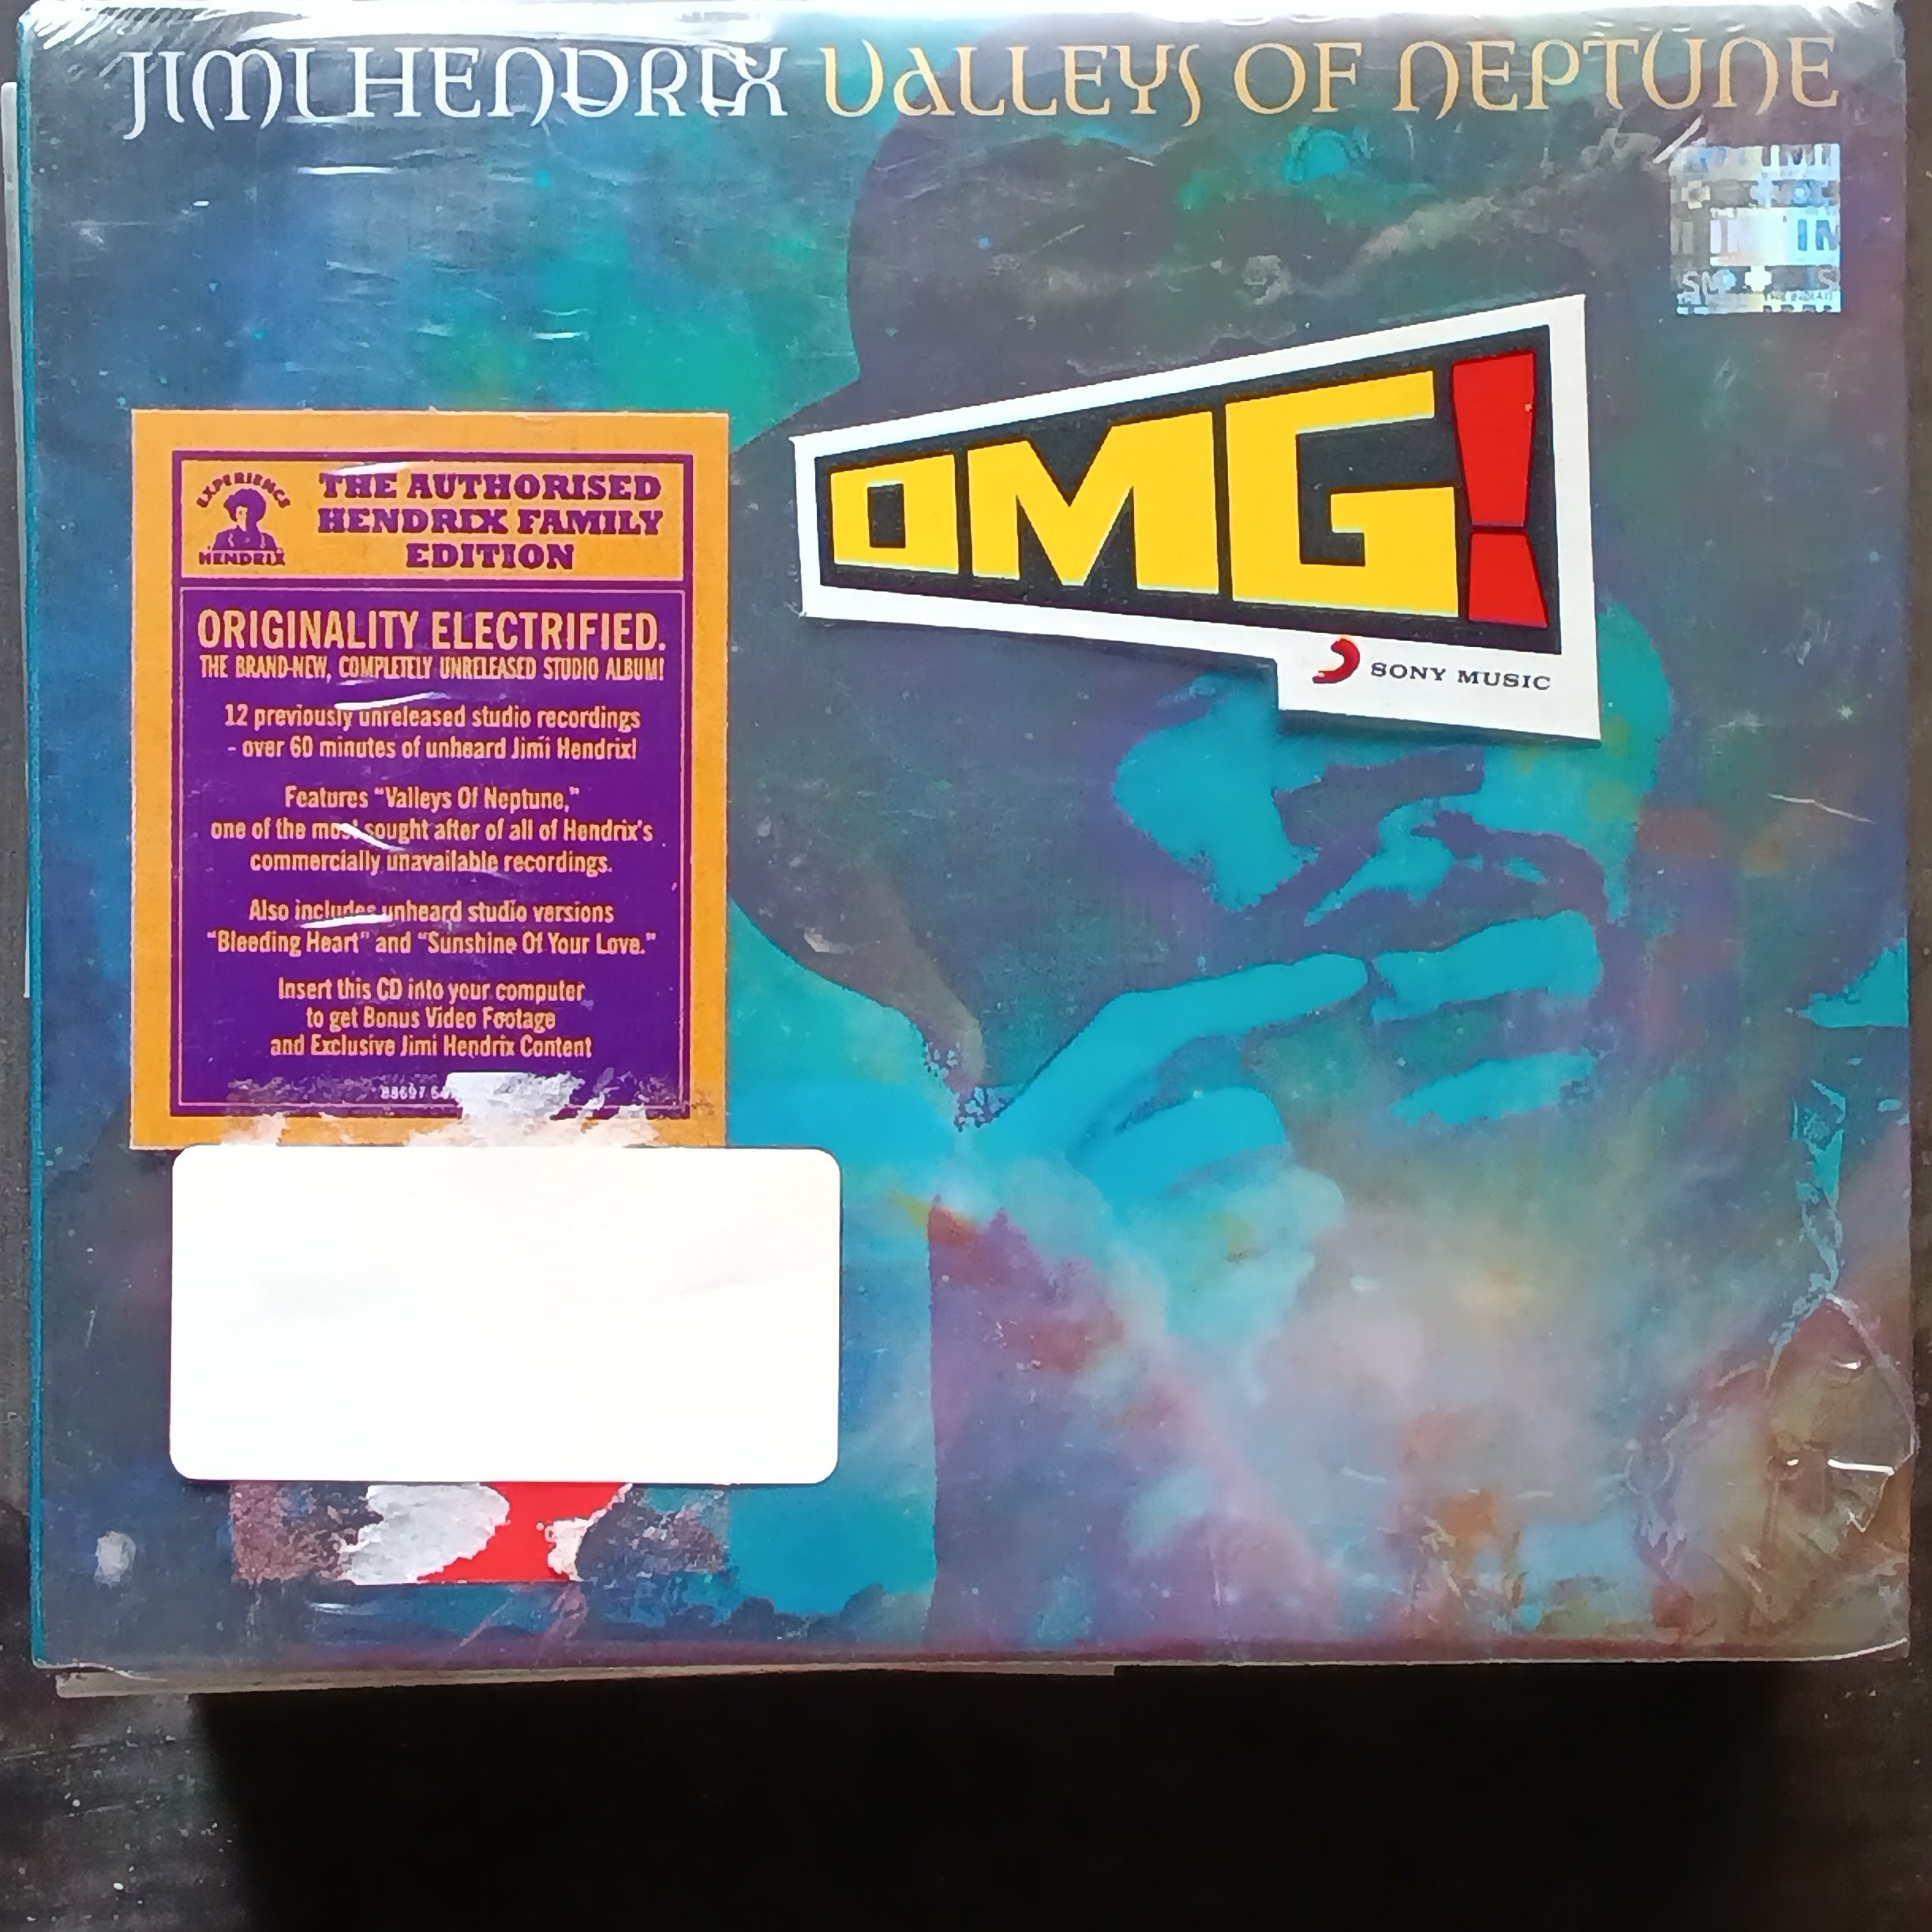 JIMI HENDRIX VALLEYS OF NEPTUNE
OMG!
SONY MUSIC
EXPERIENCE
HENDRIX
THE AUTHORISED
HENDRIX FAMILY
EDITION
ORIGINALITY ELECTRIFIED.
THE BRAND-NEW, COMPLETELY UNRELEASED STUDIO ALBUM!
12 previously unreleased studio recordings
- over 60 minutes of unheard Jimi Hendrix!
Features "Valleys Of Neptune,"
one of the most sought after of all of Hendrix's
commercially unavailable recordings.
Also includes unheard studio versions
"Bleeding Heart" and "Sunshine Of Your Love."
Insert this CD into your computer
to get Bonus Video Footage
and Exclusive Jimi Hendrix Content